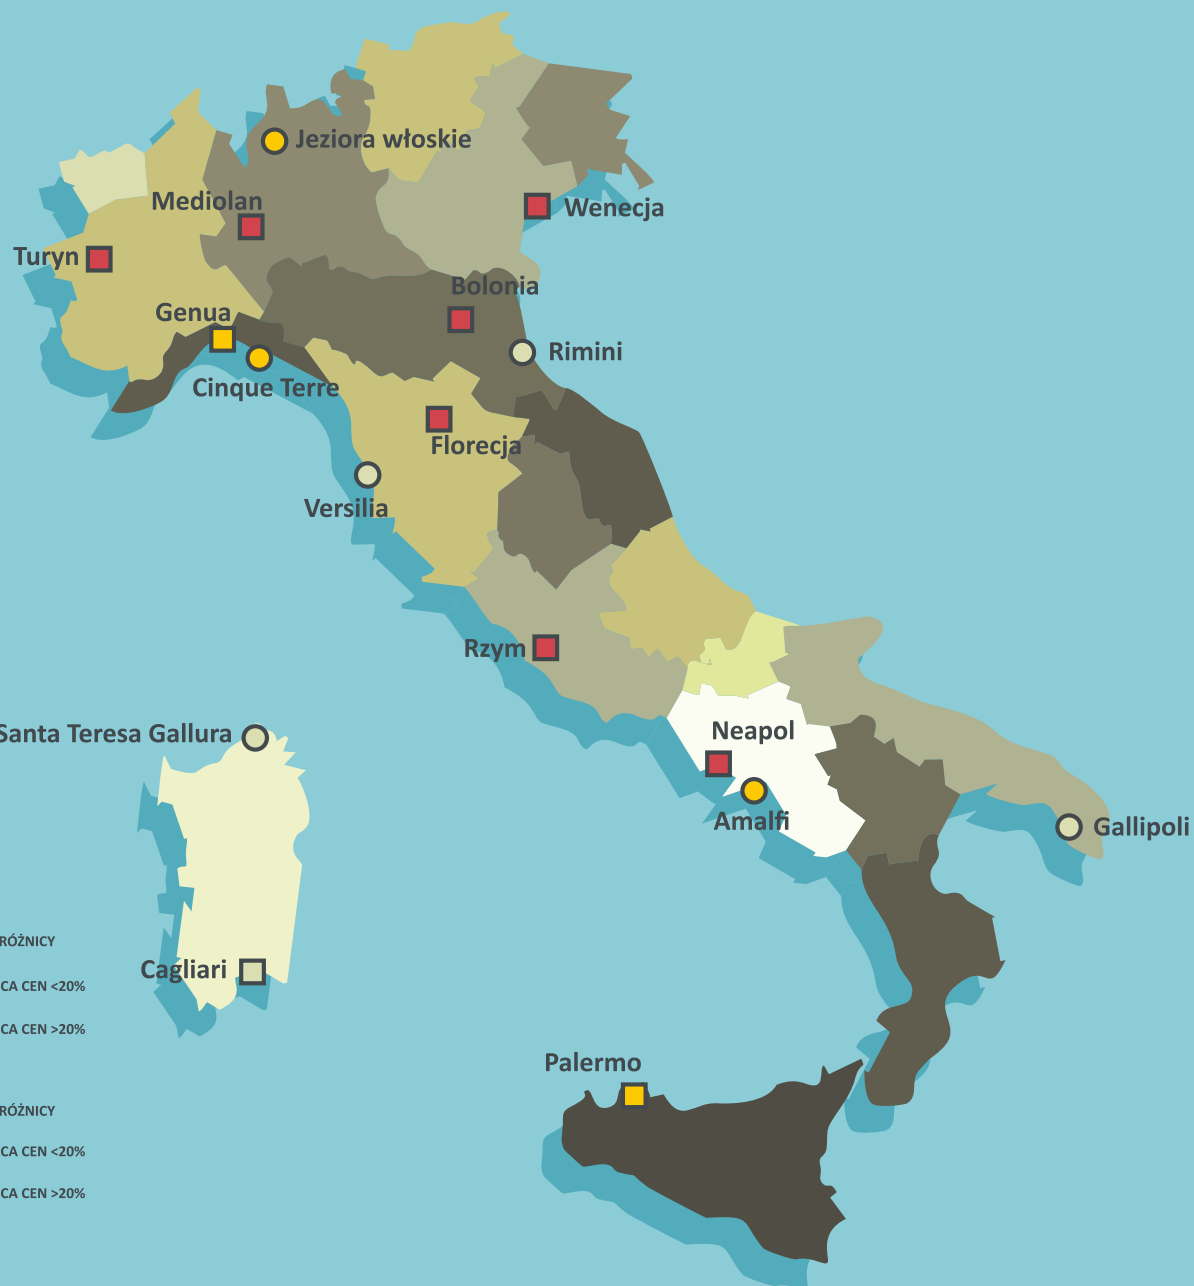 Jeziora włoskie
Mediolan
Wenecja
Turyn
Bolonia
Genua
Rimini
Cinque Terre
Florecja
Versilia
Rzym
Neapol
Santa Teresa Gallura
Amalfi
Gallipoli
RÓŻNICY
Cagliari
CA CEN <20%
CA CEN >20%
Palermo
RÓŻNICY
CA CEN <20%
CA CEN >20%